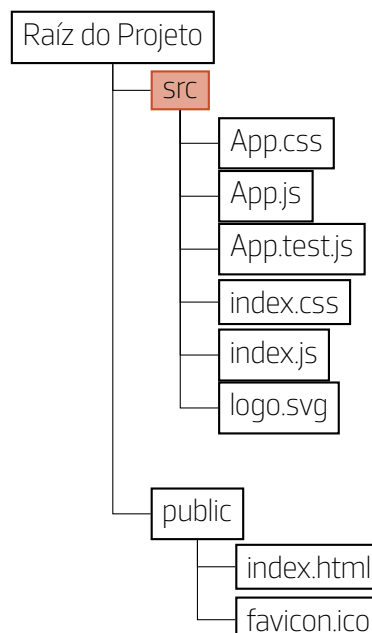 Raíz do Projeto
src
App.css
App.js
App.test.js
index.css
index.js
logo.svg
public
index.html
favicon.ico